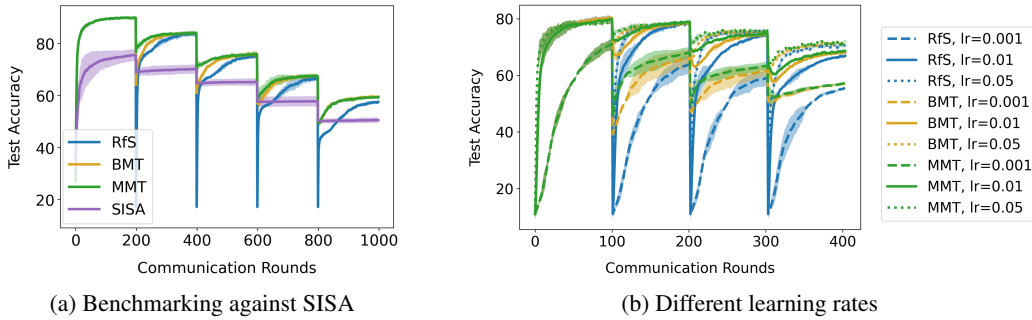 Test Accuracy
80
60
40
20
RfS
BMT
MMT
SISA
0 200 400 600 800 1000
Communication Rounds
(a) Benchmarking against SISA
Test Accuracy
80
60
40
20
0 100 200 300 400
Communication Rounds
RfS, lr=0.001
RfS, lr=0.01
RfS, lr=0.05
BMT, lr=0.001
BMT, lr=0.01
BMT, lr=0.05
MMT, lr=0.001
MMT, lr=0.01
MMT, lr=0.05
(b) Different learning rates